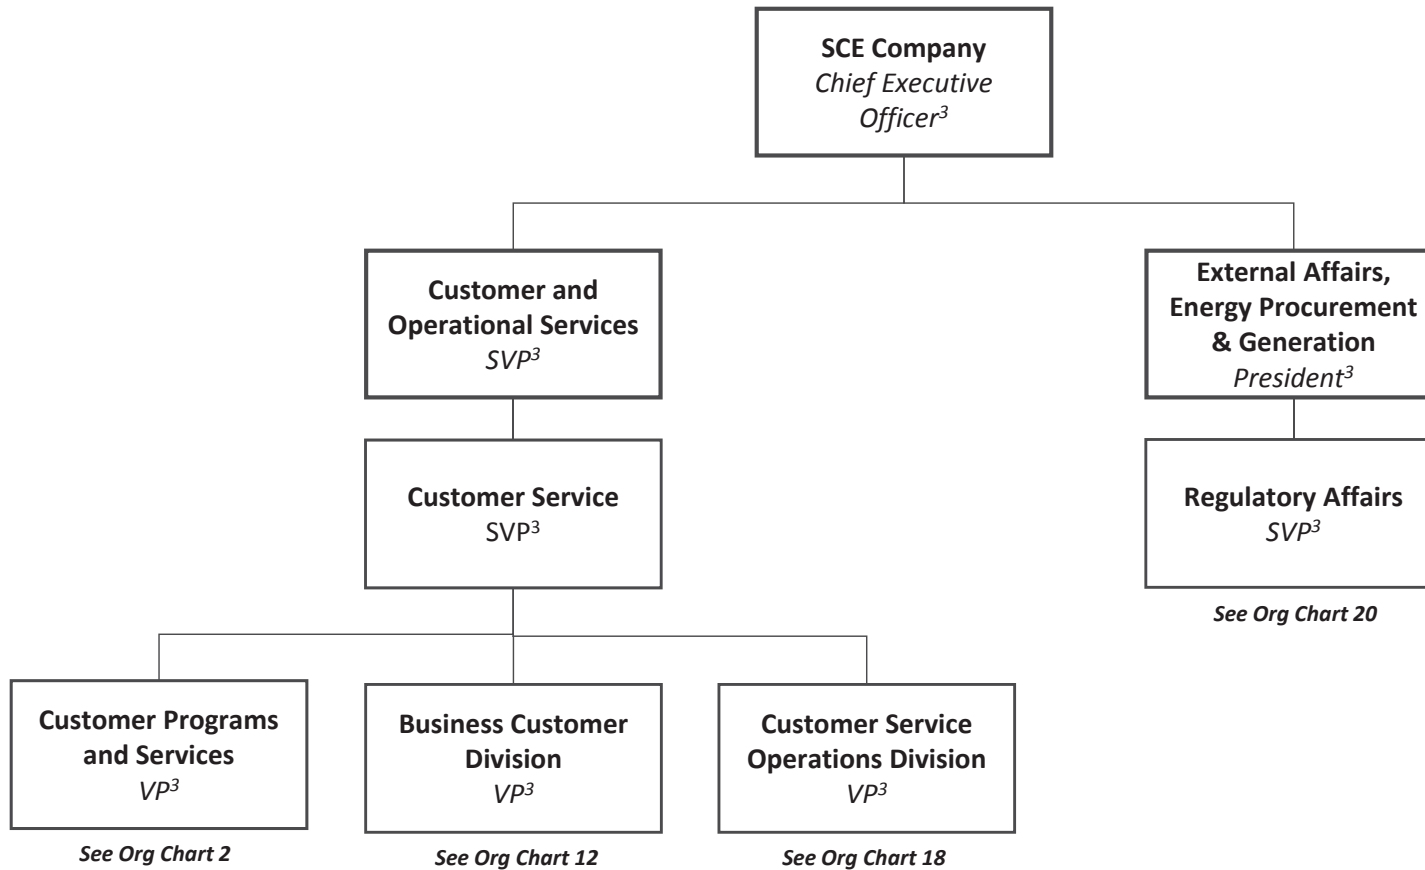 SCE Company
Chief Executive
Officer³
Customer and
Operational Services
SVP³
External Affairs,
Energy Procurement
& Generation
President³
Customer Service
SVP³
Regulatory Affairs
SVP³
See Org Chart 20
Customer Programs
and Services
VP³
See Org Chart 2
Business Customer
Division
VP³
See Org Chart 12
Customer Service
Operations Division
VP³
See Org Chart 18